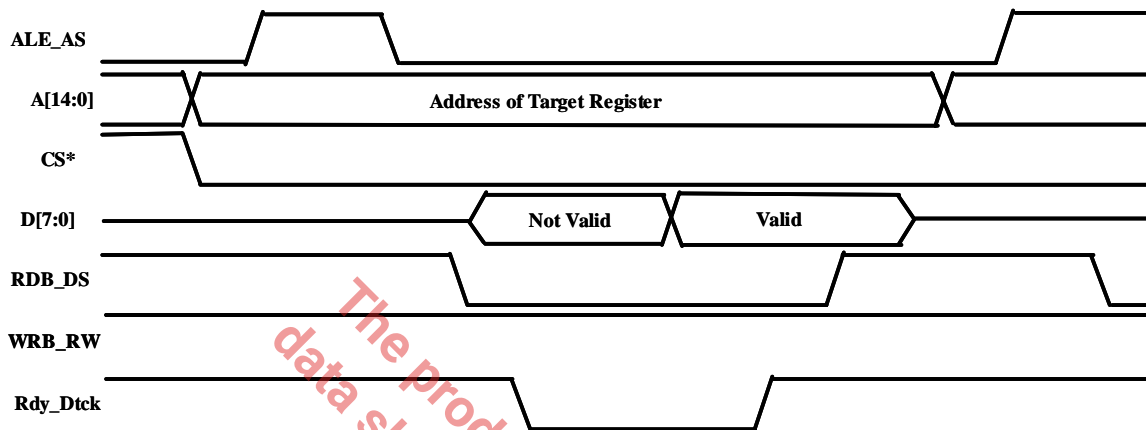 ALE_AS
A[14:0]
Address of Target Register
CS*
D[7:0]
Not Valid
Valid
RDB_DS
WRB_RW
Rdy_Dtck
The prod
data sh